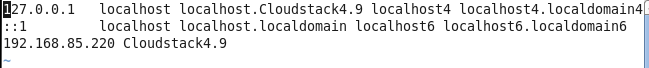 127.0.0.1   localhost localhost.Cloudstack4.9 localhost4 localhost4.localdomain4
::1         localhost localhost.localdomain localhost6 localhost6.localdomain6
192.168.85.220 Cloudstack4.9
~